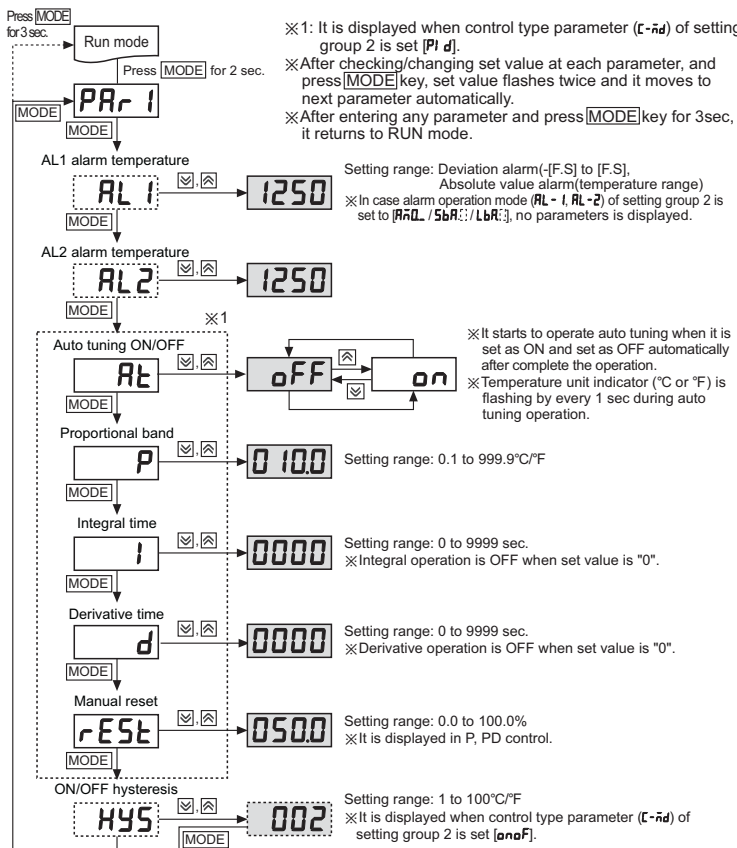 Press MODE
for 3 sec.
Run mode
Press MODE for 2 sec.
※1: It is displayed when control type parameter (C-ñd) of setting
group 2 is set [PI d].
※After checking/changing set value at each parameter, and
press MODE key, set value flashes twice and it moves to
next parameter automatically.
※After entering any parameter and press MODE key for 3sec,
it returns to RUN mode.
PAr 1
MODE
MODE
AL1 alarm temperature
AL 1
1250
Setting range: Deviation alarm(-[F.S] to [F.S],
Absolute value alarm(temperature range)
※In case alarm operation mode (AL-1, AL-2) of setting group 2 is
set to [Añ0_ / SbA / LbA], no parameters is displayed.
MODE
AL2 alarm temperature
AL2
1250
MODE
※1
Auto tuning ON/OFF
At
oFF
on
※It starts to operate auto tuning when it is
set as ON and set as OFF automatically
after complete the operation.
※Temperature unit indicator (°C or °F) is
flashing by every 1 sec during auto
tuning operation.
MODE
Proportional band
P
010.0
Setting range: 0.1 to 999.9°C/°F
MODE
Integral time
I
0000
Setting range: 0 to 9999 sec.
※Integral operation is OFF when set value is "0".
MODE
Derivative time
d
0000
Setting range: 0 to 9999 sec.
※Derivative operation is OFF when set value is "0".
MODE
Manual reset
rESt
050.0
Setting range: 0.0 to 100.0%
※It is displayed in P, PD control.
MODE
ON/OFF hysteresis
HYS
002
Setting range: 1 to 100°C/°F
※It is displayed when control type parameter (C-ñd) of
setting group 2 is set [onoF].
MODE